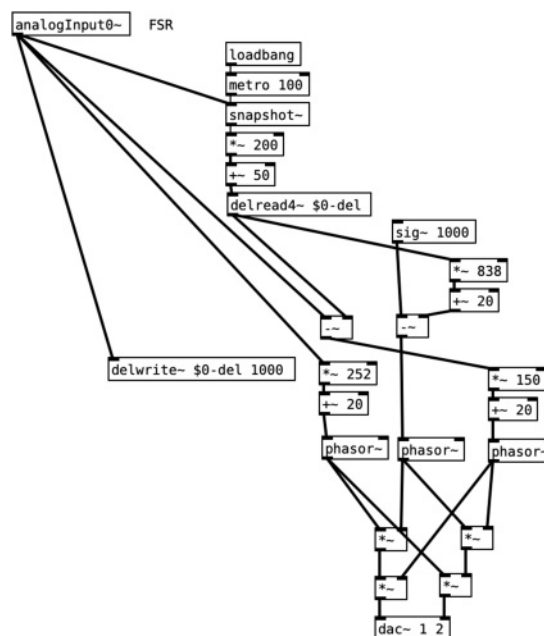 analogInput0~ FSR
loadbang
metro 100
snapshot~
*~ 200
+~ 50
delread4~ $0-del
sig~ 1000
*~ 838
+~ 20
-~
-~
delwrite~ $0-del 1000
*~ 252
*~ 150
+~ 20
+~ 20
phasor~
phasor~
phasor~
*~
*~
*~
*~
dac~ 1 2